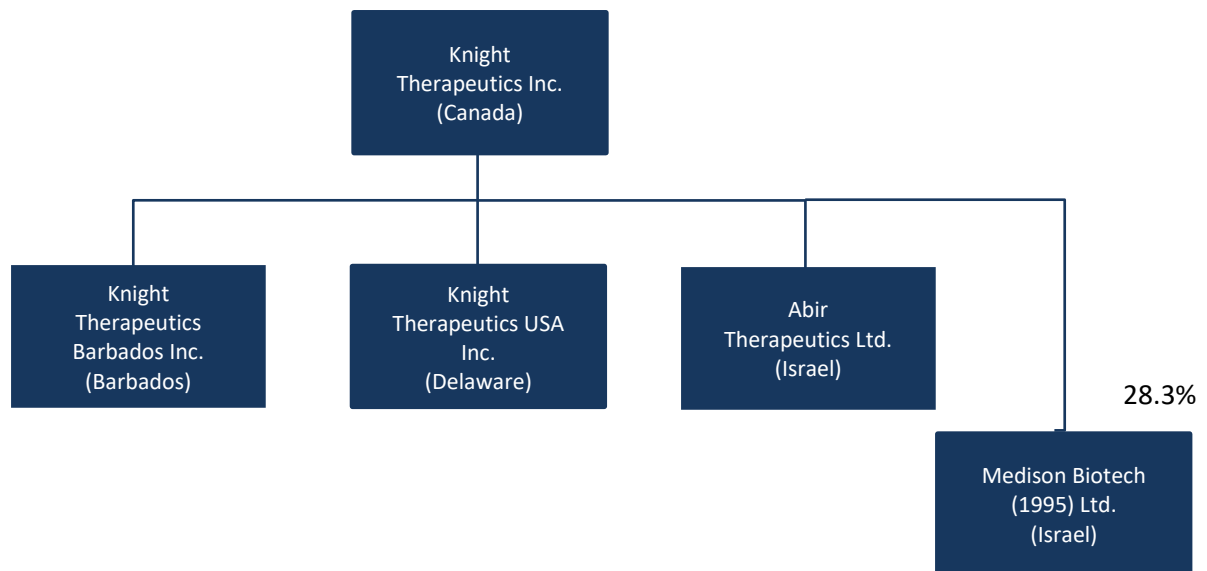 Knight
Therapeutics Inc.
(Canada)
Knight
Therapeutics
Barbados Inc.
(Barbados)
Knight
Therapeutics USA
Inc.
(Delaware)
Abir
Therapeutics Ltd.
(Israel)
28.3%
Medison Biotech
(1995) Ltd.
(Israel)